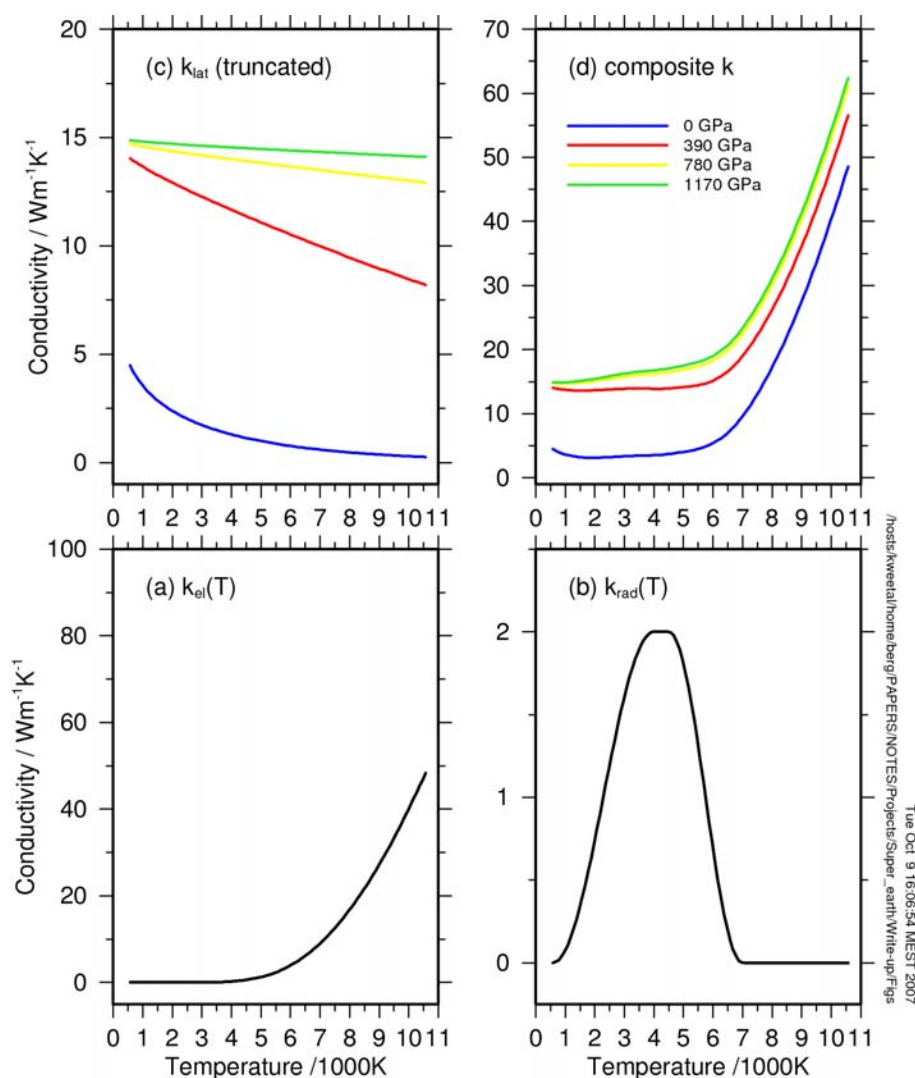 (c) k_lat (truncated)
Conductivity / Wm⁻¹K⁻¹
20
15
10
5
0
0 1 2 3 4 5 6 7 8 9 10 11
(d) composite k
0 GPa
390 GPa
780 GPa
1170 GPa
70
60
50
40
30
20
10
0
0 1 2 3 4 5 6 7 8 9 10 11
(a) k_el(T)
Conductivity / Wm⁻¹K⁻¹
100
80
60
40
20
0
0 1 2 3 4 5 6 7 8 9 10 11
Temperature /1000K
(b) k_rad(T)
2
1
0
0 1 2 3 4 5 6 7 8 9 10 11
Temperature /1000K
Tue Oct 9 16:06:54 MEST 2007
/hosts/kweetal/home/berg/PAPERS/NOTES/Projects/Super_earth/Write-up/Figs